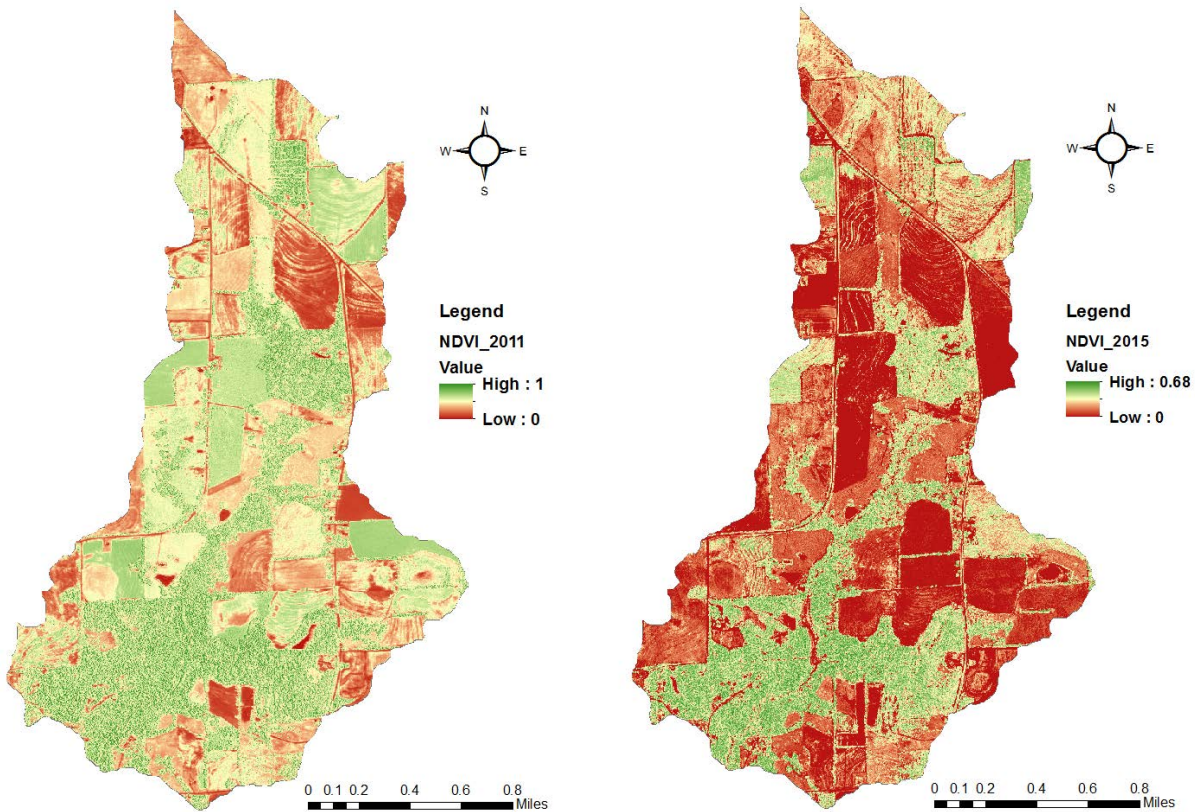 N
W E
S
Legend
NDVI_2011
Value
High : 1
Low : 0
0 0.1 0.2 0.4 0.6 0.8
Miles
N
W E
S
Legend
NDVI_2015
Value
High : 0.68
Low : 0
0 0.1 0.2 0.4 0.6 0.8
Miles